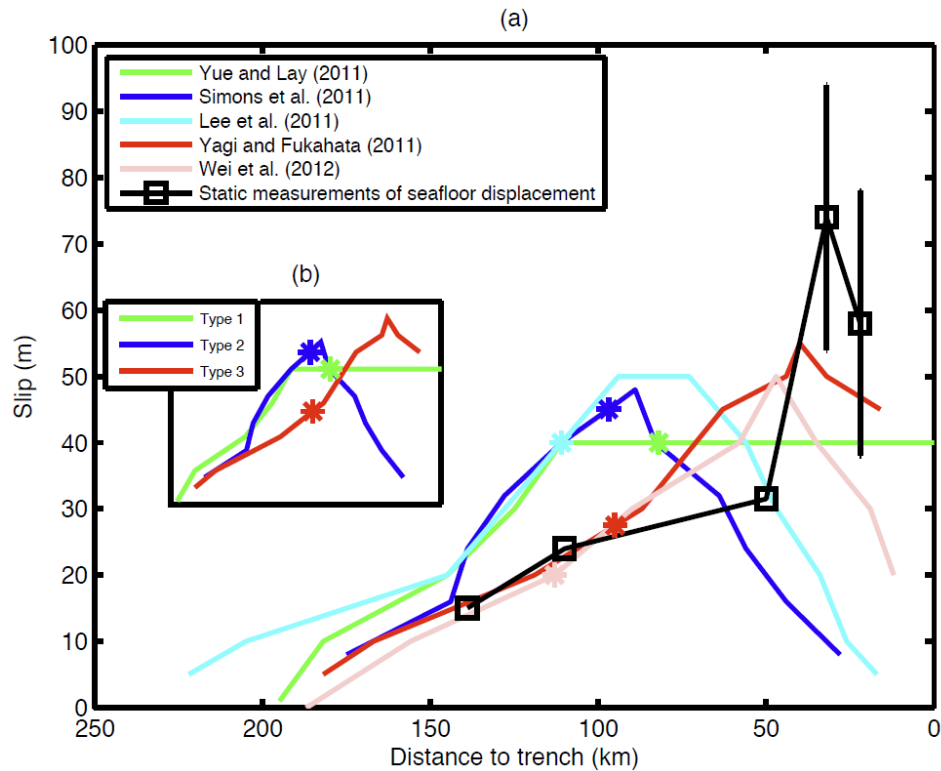 (a)
100
90
80
70
60
50
40
30
20
10
0
Slip (m)
Yue and Lay (2011)
Simons et al. (2011)
Lee et al. (2011)
Yagi and Fukahata (2011)
Wei et al. (2012)
Static measurements of seafloor displacement
(b)
Type 1
Type 2
Type 3
250 200 150 100 50 0
Distance to trench (km)